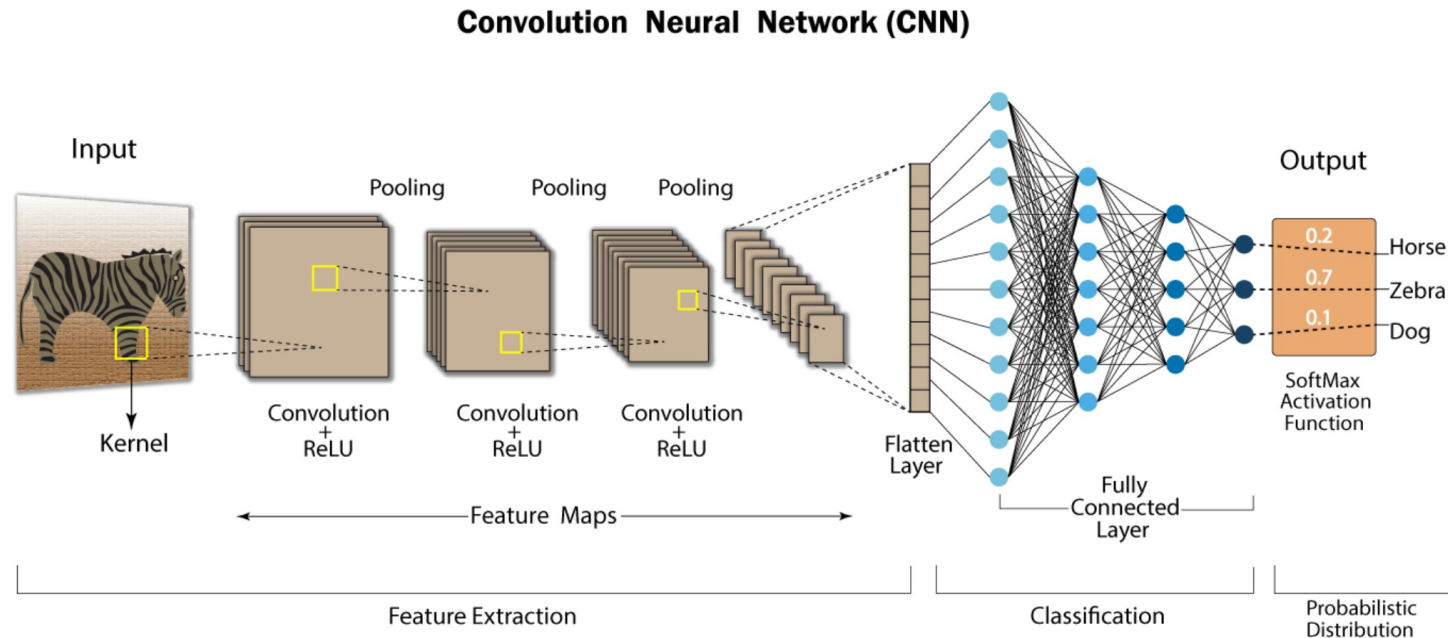 Convolution Neural Network (CNN)
Input
Output
Pooling
Pooling
Pooling
0.2
Horse
0.7
Zebra
0.1
Dog
Kernel
Convolution
+
ReLU
Convolution
+
ReLU
Convolution
+
ReLU
Flatten
Layer
SoftMax
Activation
Function
Fully
Connected
Layer
Feature Maps
Feature Extraction
Classification
Probabilistic
Distribution